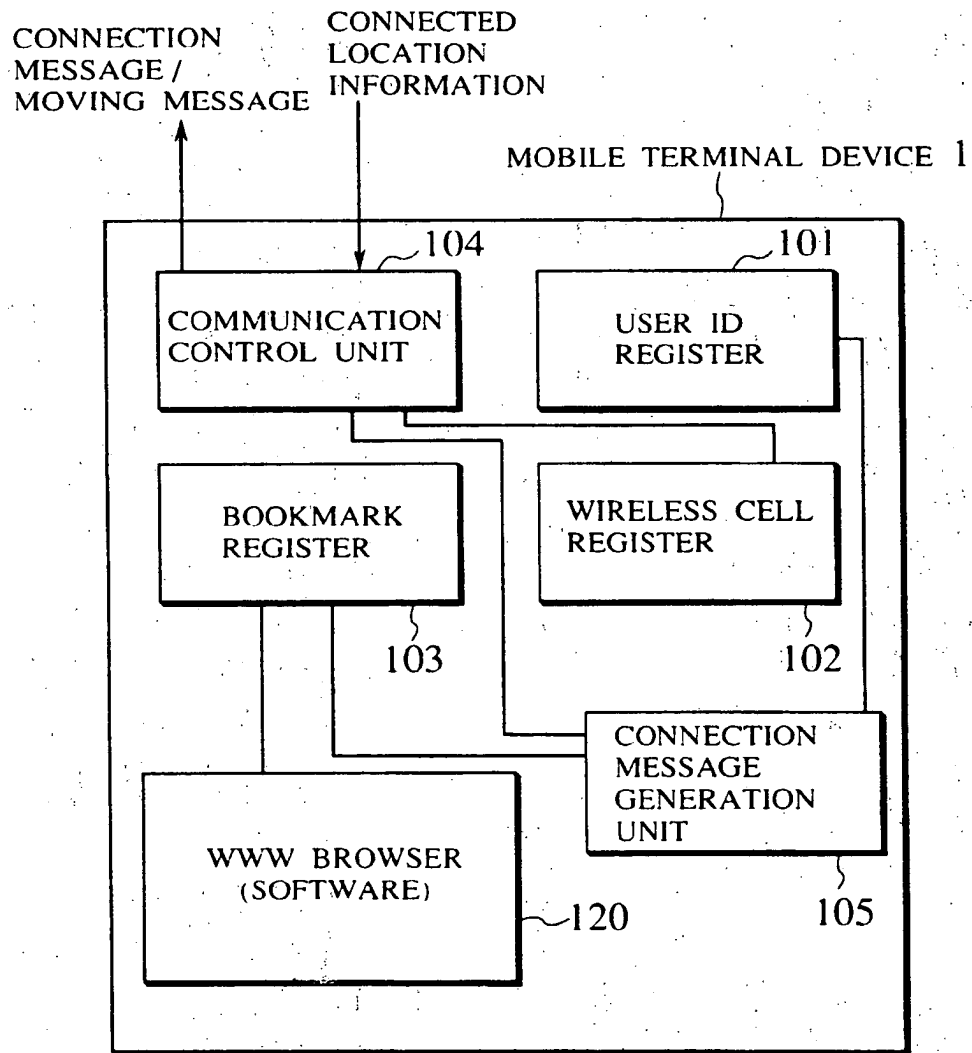 CONNECTION
MESSAGE /
MOVING MESSAGE
CONNECTED
LOCATION
INFORMATION
MOBILE TERMINAL DEVICE 1
104
101
COMMUNICATION
CONTROL UNIT
USER ID
REGISTER
BOOKMARK
REGISTER
WIRELESS CELL
REGISTER
103
102
CONNECTION
MESSAGE
GENERATION
UNIT
WWW BROWSER
(SOFTWARE)
120
105